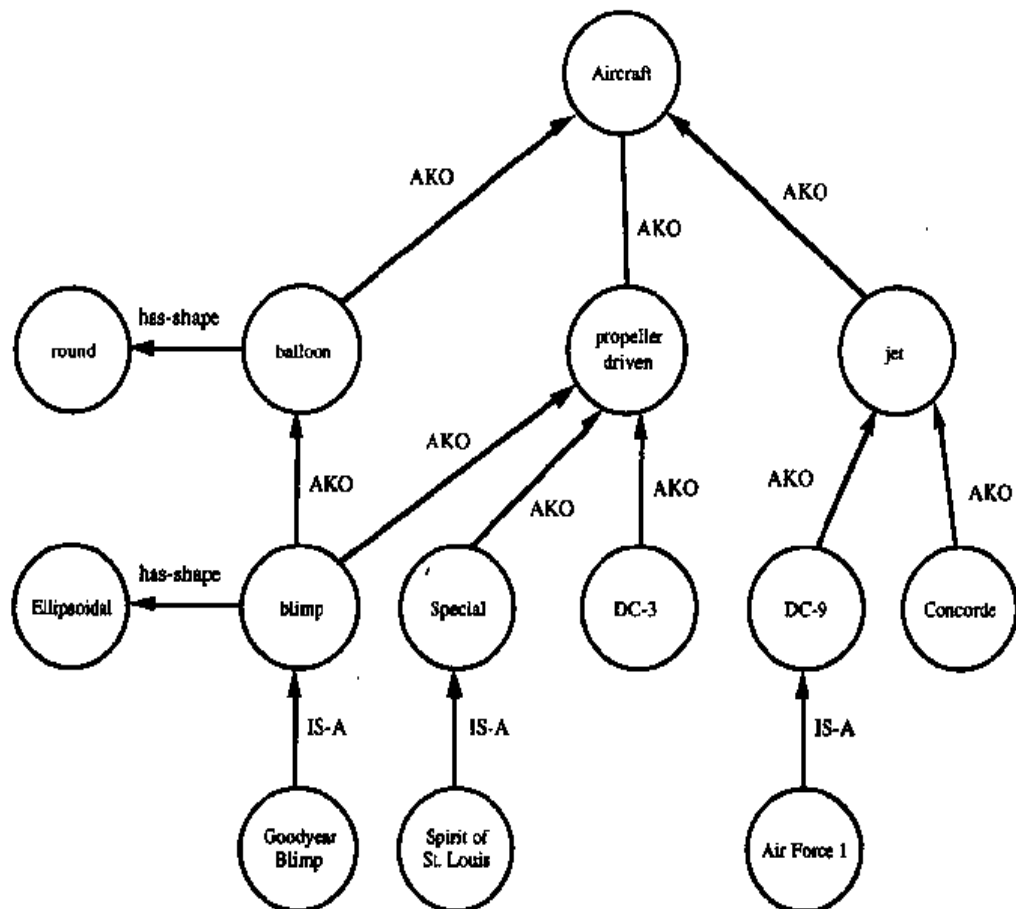 Aircraft
AKO
AKO
AKO
has-shape
round
balloon
propeller
driven
jet
AKO
AKO
AKO
AKO
AKO
AKO
has-shape
Ellipsoidal
blimp
Special
DC-3
DC-9
Concorde
IS-A
IS-A
IS-A
Goodyear
Blimp
Spirit of
St. Louis
Air Force 1